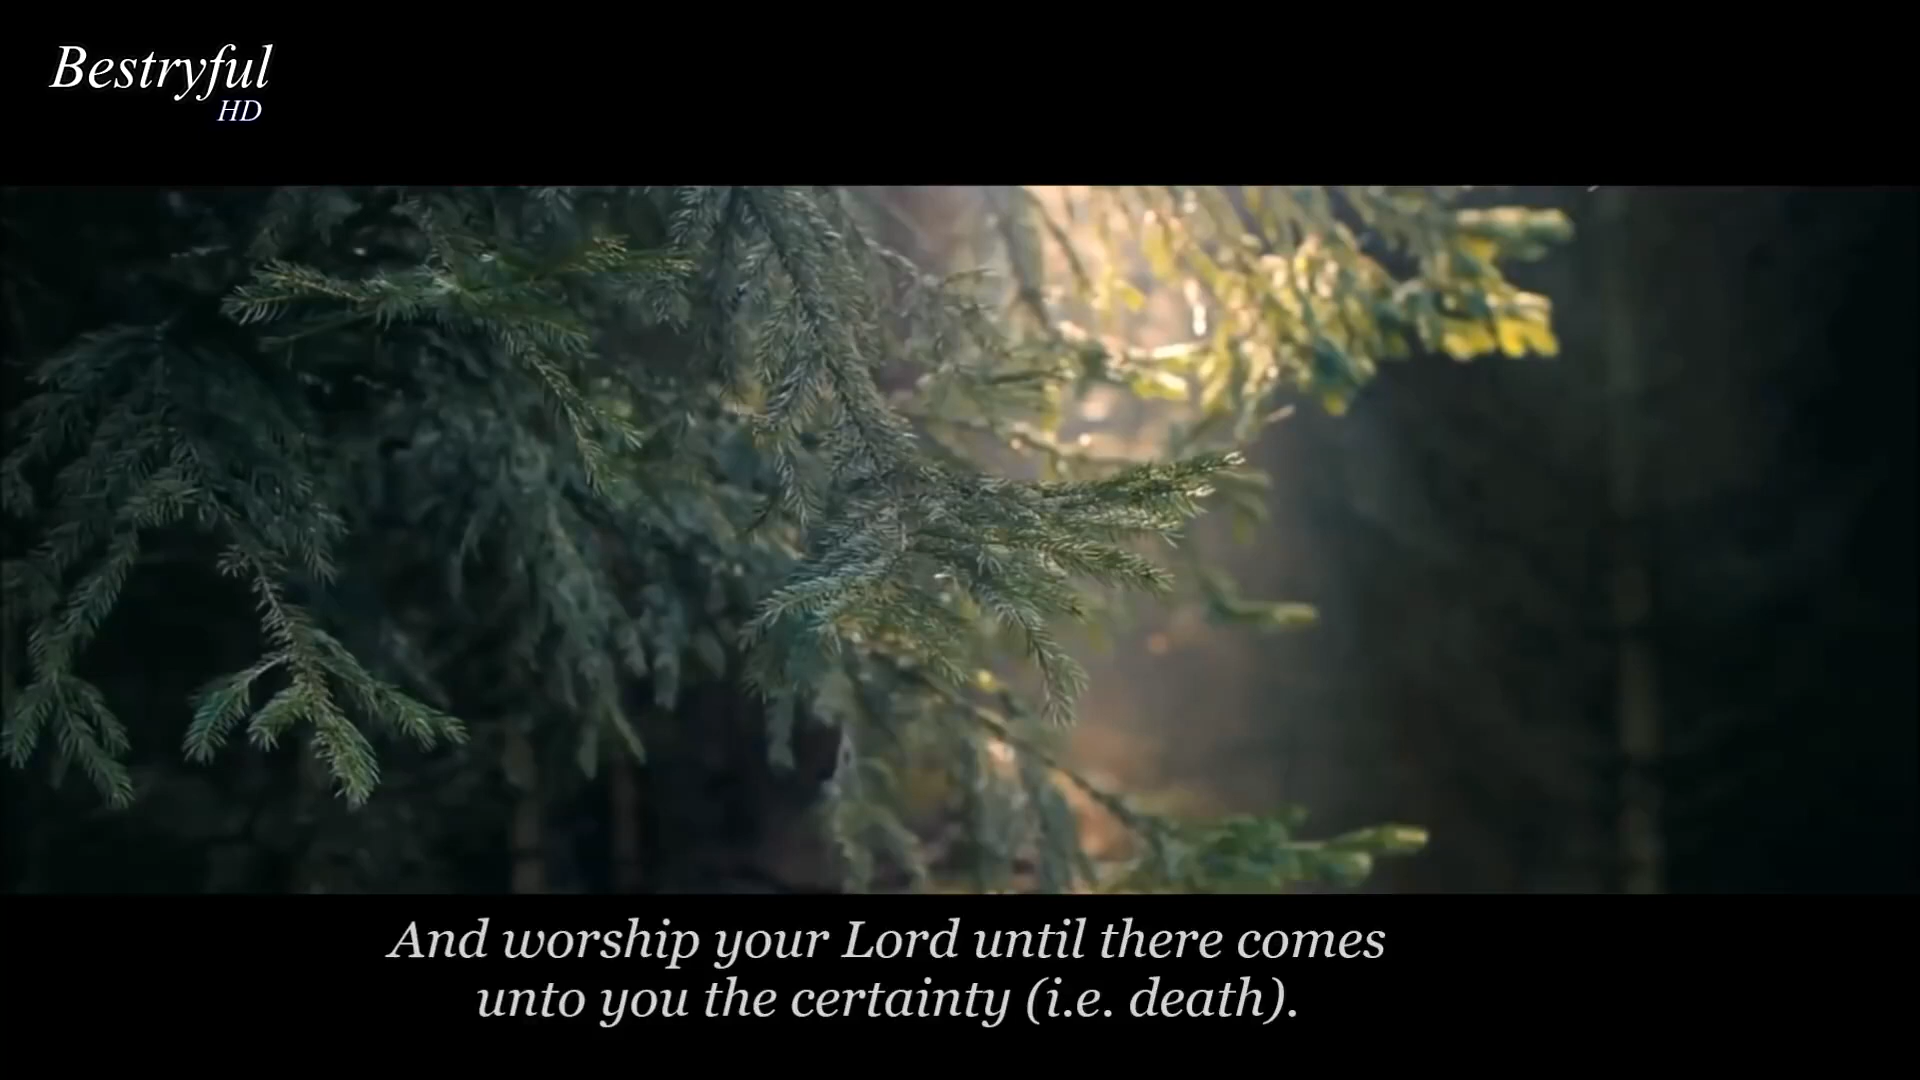 Bestryful
HD
And worship your Lord until there comes
unto you the certainty (i.e. death).